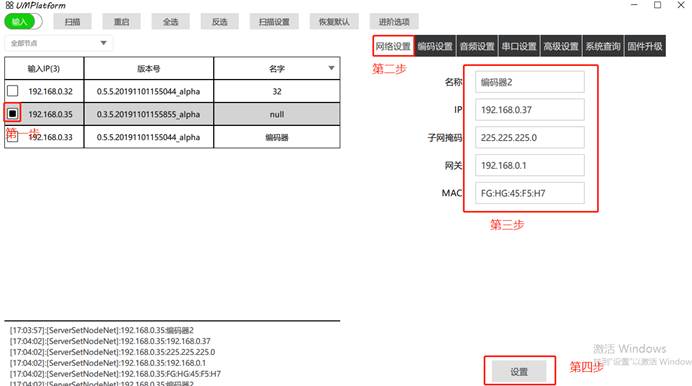 UMPlatform
输入 扫描 重启 全选 反选 扫描设置 恢复默认 进阶选项
全部节点
输入IP(3) 版本号 名字
192.168.0.32 0.5.5.20191101155044_alpha 32
192.168.0.35 0.3.5.20191101155855_alpha null
第一步
192.168.0.33 0.5.5.20191101155044_alpha 编码器
网络设置 编码设置 音频设置 串口设置 高级设置 系统查询 固件升级
第二步
名称 编码器2
IP 192.168.0.37
子网掩码 225.225.225.0
网关 192.168.0.1
MAC FG:HG:45:F5:H7
第三步
[17:03:57]:[ServerSetNodeNet]:192.168.0.35:编码器2
[17:04:02]:[ServerSetNodeNet]:192.168.0.35:192.168.0.37
[17:04:02]:[ServerSetNodeNet]:192.168.0.35:225.225.225.0
[17:04:02]:[ServerSetNodeNet]:192.168.0.35:192.168.0.1
[17:04:02]:[ServerSetNodeNet]:192.168.0.35:FG:HG:45:F5:H7
[17:04:02]:[ServerSetNodeNet]:192.168.0.35:编码器2
设置 第四步
激活 Windows
转到"设置"以激活 Windows